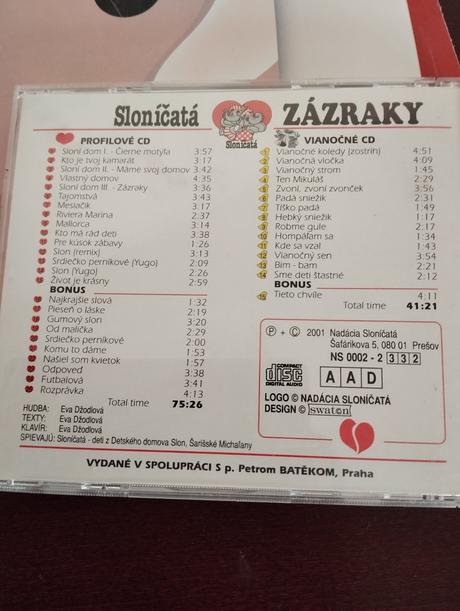 Sloníčatá ZÁZRAKY
Sloníčatá
PROFILOVÉ CD
Sloní dom I. - Čierne motýľa 3:57
Kto je tvoj kamarát 3:17
Sloní dom II. - Máme svoj domov 3:42
Vlastný domov 4:35
Sloní dom III. - Zázraky 3:36
Tajomstvá 3:43
Mesiačik 3:17
Riviera Marina 2:37
Mallorca 3:14
Kto má rád deti 3:38
Pre kúsok zábavy 1:26
Slon (remix) 3:13
Srdiečko perníkové (Yugo) 2:09
Slon (Yugo) 2:26
Život je krásny 2:59
BONUS
Najkrajšie slová 1:32
Pieseň o láske 2:19
Gumový slon 3:20
Od malička 2:29
Srdiečko perníkové 2:00
Komu to dáme 1:53
Našiel som kvietok 1:57
Odpoveď 3:38
Futbalová 3:41
Rozprávka 4:13
Total time 75:26
HUDBA: Eva Džodlová
TEXTY: Eva Džodlová
KLAVÍR: Eva Džodlová
SPIEVAJÚ: Sloníčatá - deti z Detského domova Slon, Šarišské Michaľany
VIANOČNÉ CD
1 Vianočné koledy (zostrih) 4:51
2 Vianočná vločka 4:09
3 Vianočný strom 1:45
4 Ten Mikuláš 2:29
5 Zvoní, zvoní zvonček 3:56
6 Padá sniežik 2:31
7 Tíško padá 1:49
8 Hebký sniežik 1:17
9 Robme gule 2:17
10 Hompáľam sa 1:34
11 Kde sa vzal 1:43
12 Vianočný sen 3:54
13 Bim - bam 2:21
14 Sme deti šťastné 2:12
BONUS
15 Tieto chvíle 4:11
Total time 41:21
Ⓟ + © 2001 Nadácia Sloníčatá
Šafárikova 5, 080 01 Prešov
NS 0002 - 2 3 3 2
COMPACT
disc
DIGITAL AUDIO
A A D
LOGO © NADÁCIA SLONÍČATÁ
DESIGN © swaton
VYDANÉ V SPOLUPRÁCI S p. Petrom BATĚKOM, Praha